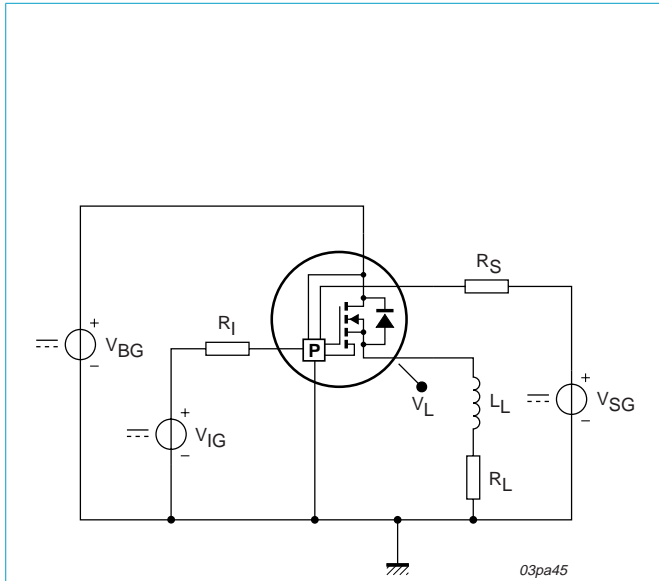 R_S
R_I
P
+
V_BG
−
+
V_IG
−
V_L
L_L
+
V_SG
−
R_L
03pa45